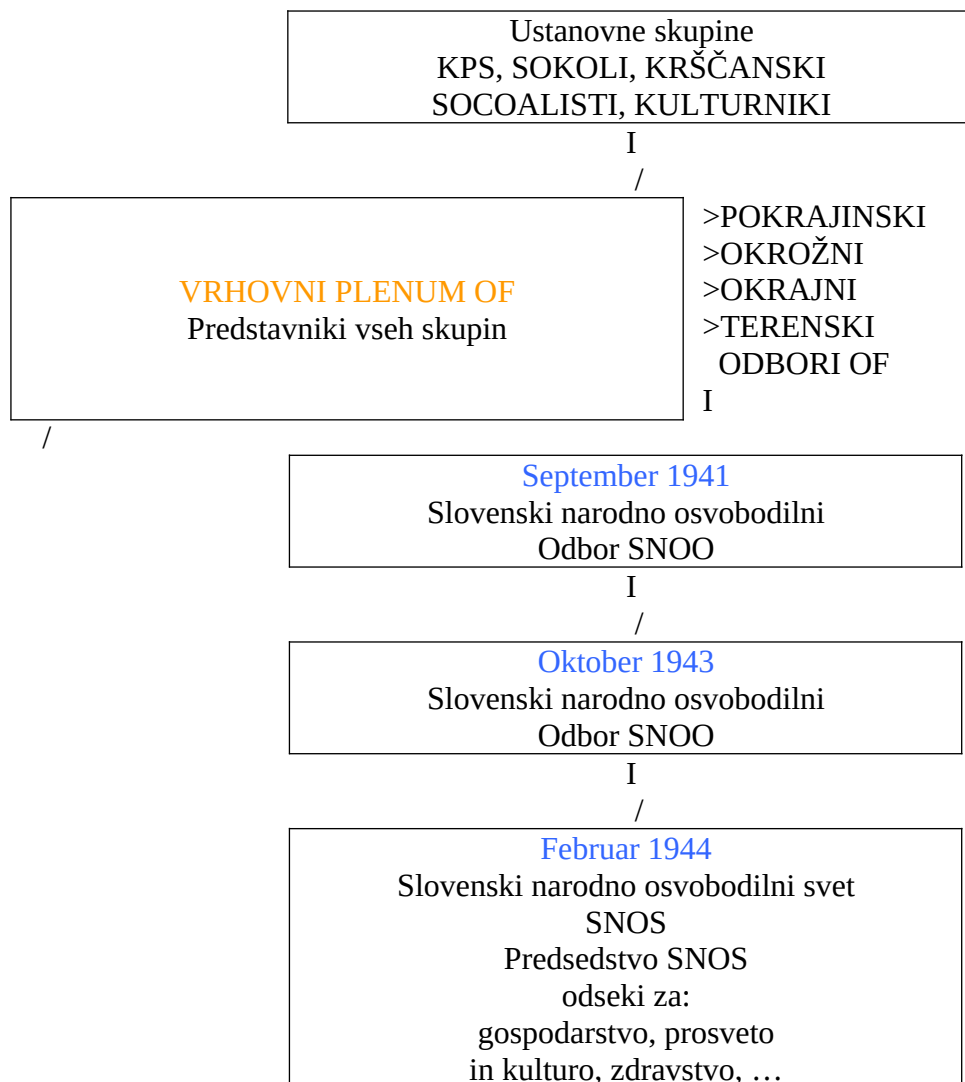 Ustanovne skupine
KPS, SOKOLI, KRŠČANSKI
SOCOALISTI, KULTURNIKI
I
/
VRHOVNI PLENUM OF
Predstavniki vseh skupin
>POKRAJINSKI
>OKROŽNI
>OKRAJNI
>TERENSKI
ODBORI OF
I
/
September 1941
Slovenski narodno osvobodilni
Odbor SNOO
I
/
Oktober 1943
Slovenski narodno osvobodilni
Odbor SNOO
I
/
Februar 1944
Slovenski narodno osvobodilni svet
SNOS
Predsedstvo SNOS
odseki za:
gospodarstvo, prosveto
in kulturo, zdravstvo, …